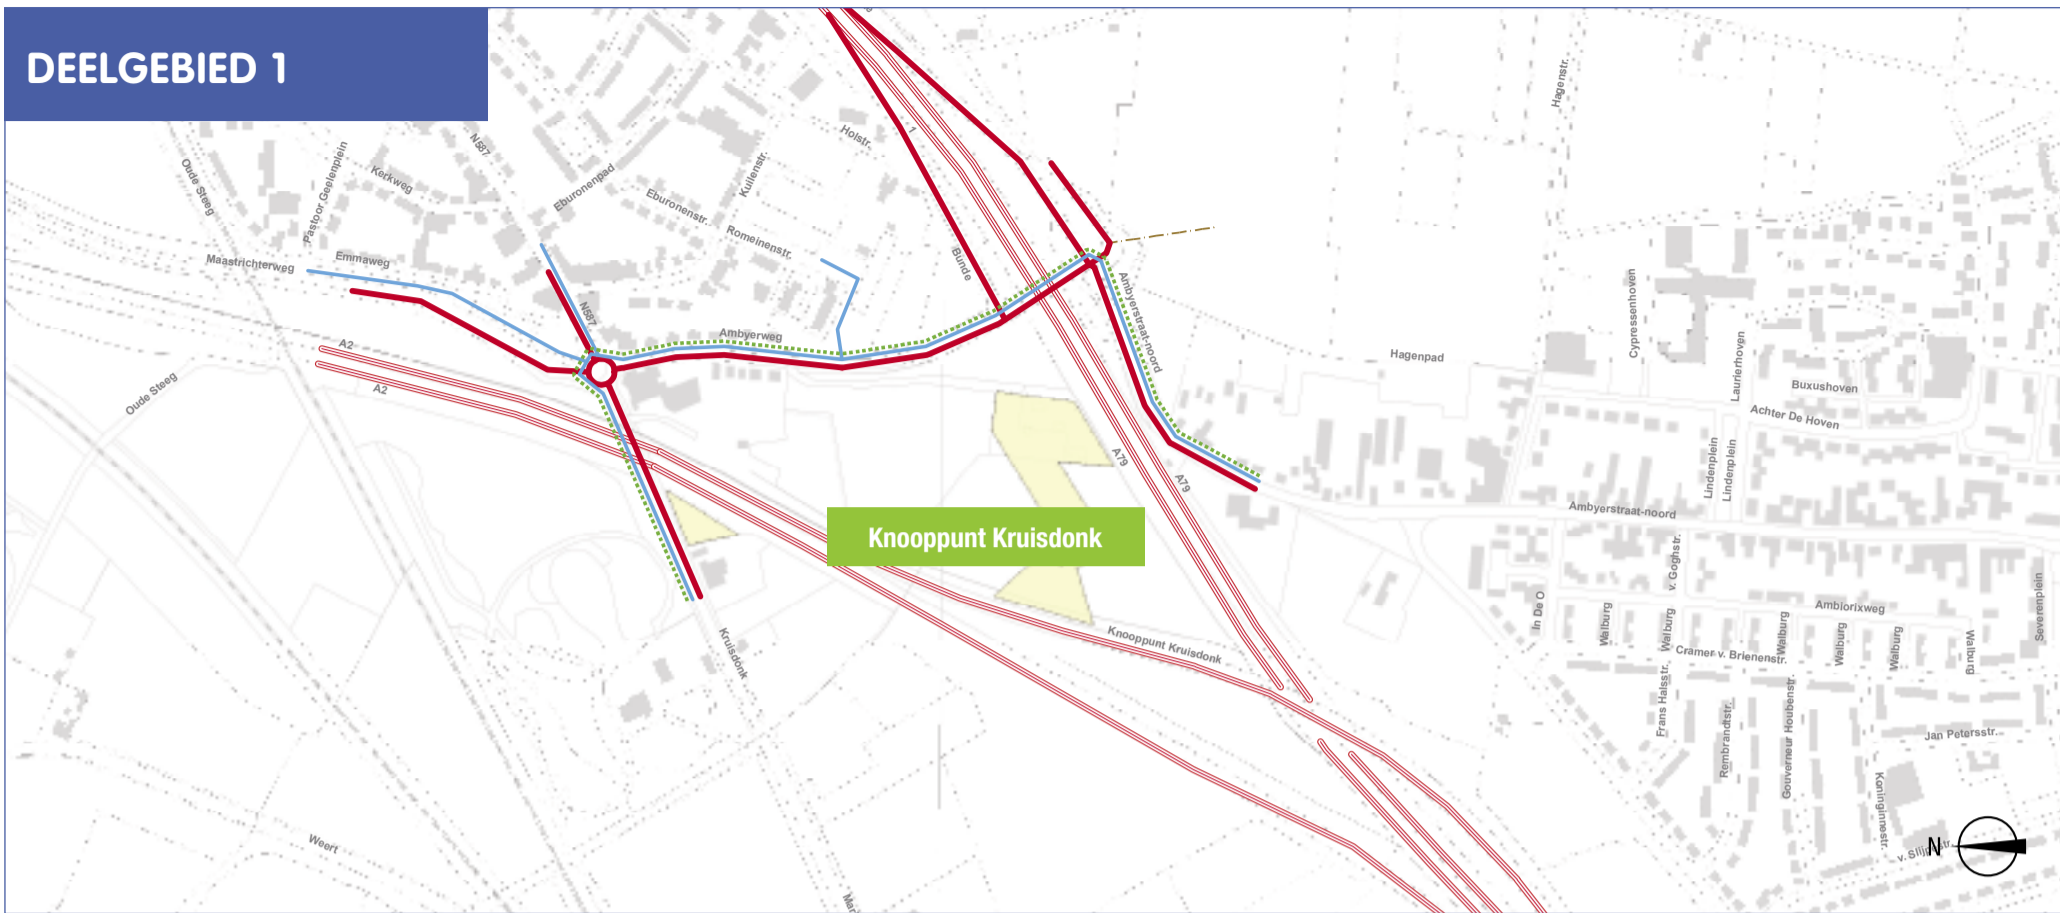 DEELGEBIED 1
Hagenstr.
N587
Holstr.
1
Pastoor Geelenplein
Kerkweg
Oude Steeg
Eburonenpad
Kuilenstr.
Eburonenstr.
Romeinenstr.
Bunde
Emmaweg
Maastrichterweg
N587
Ambyerweg
Ambyerstraat-noord
A2
A2
Oude Steeg
Cypressenhoven
Laurierhoven
Hagenpad
Buxushoven
Achter De Hoven
A79
A79
Lindenplein
Lindenplein
Ambyerstraat-noord
Knooppunt Kruisdonk
v. Goghstr.
In De O
Walburg
Walburg
Walburg
Walburg
Walburg
Walburg
Ambiorixweg
Severenplein
Cramer v. Brienenstr.
Knooppunt Kruisdonk
Kruisdonk
Frans Halsstr.
Rembrandtstr.
Gouverneur Houbenstr.
Jan Petersstr.
Koninginnestr.
Weert
Mar
N